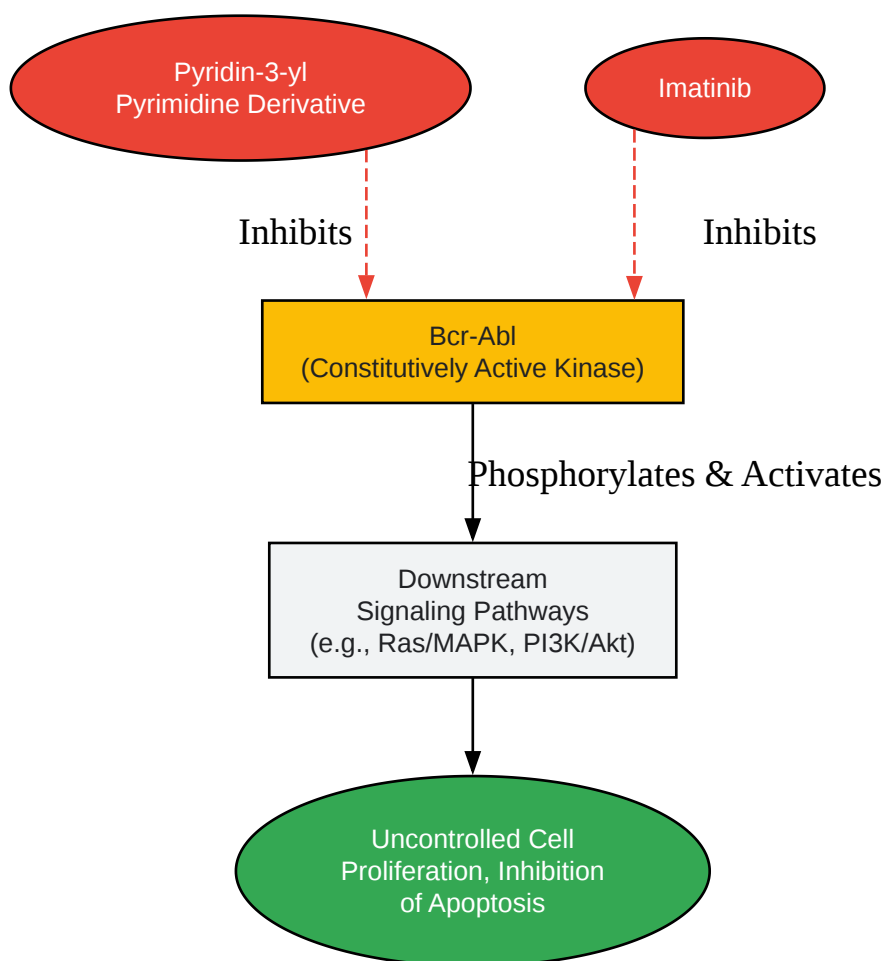 Pyridin-3-yl
Pyrimidine Derivative
Imatinib
Inhibits
Inhibits
Bcr-Abl
(Constitutively Active Kinase)
Phosphorylates & Activates
Downstream
Signaling Pathways
(e.g., Ras/MAPK, PI3K/Akt)
Uncontrolled Cell
Proliferation, Inhibition
of Apoptosis